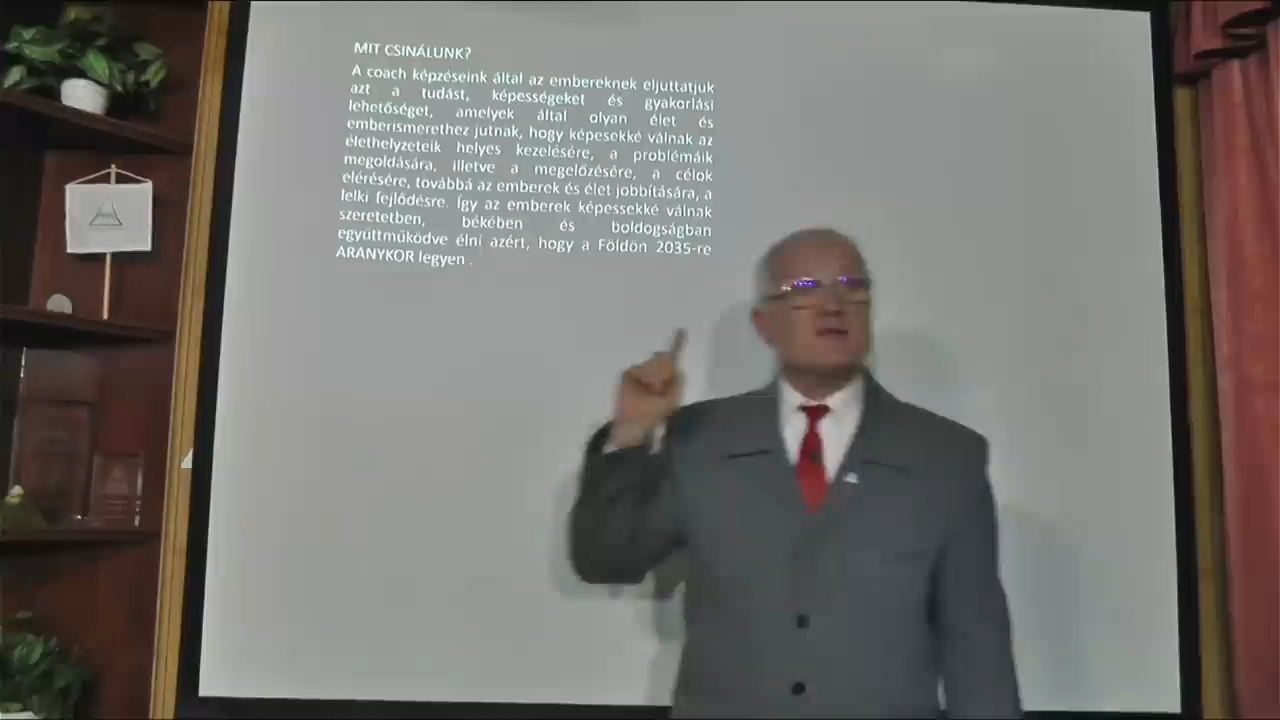 MIT CSINÁLUNK?
A coach képzéseink által az embereknek eljuttatjuk
azt a tudást, képességeket és gyakorlási
lehetőséget, amelyek által olyan élet és
emberismerethez jutnak, hogy képesekké válnak az
élethelyzeteik helyes kezelésére, a problémáik
megoldására, illetve a megelőzésére, a célok
elérésére, továbbá az emberek és élet jobbítására, a
lelki fejlődésre. Így az emberek képessekké válnak
szeretetben, békében és boldogságban
együttműködve élni azért, hogy a Földön 2035-re
ARANYKOR legyen .